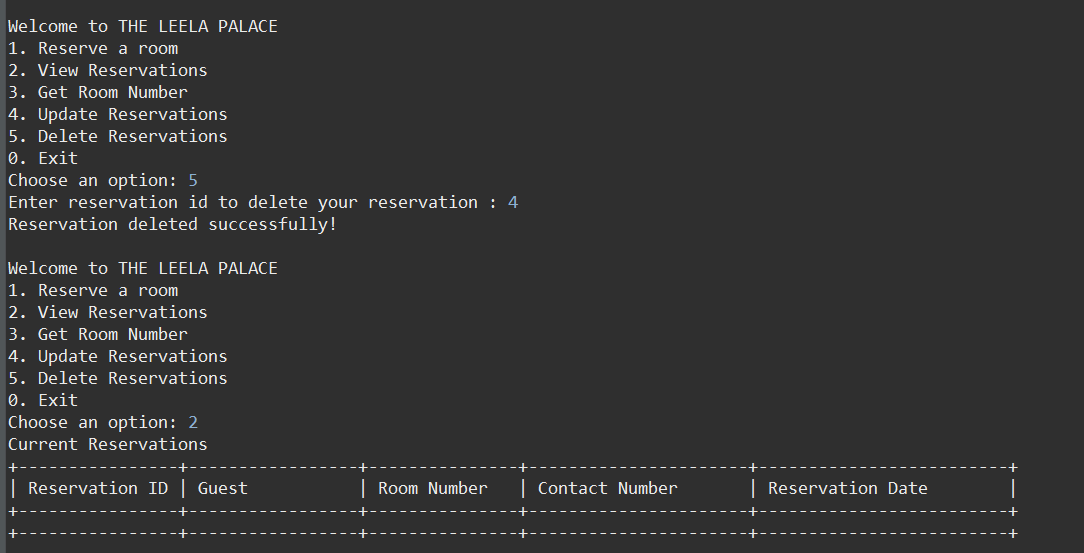 Welcome to THE LEELA PALACE
1. Reserve a room
2. View Reservations
3. Get Room Number
4. Update Reservations
5. Delete Reservations
0. Exit
Choose an option: 5
Enter reservation id to delete your reservation : 4
Reservation deleted successfully!

Welcome to THE LEELA PALACE
1. Reserve a room
2. View Reservations
3. Get Room Number
4. Update Reservations
5. Delete Reservations
0. Exit
Choose an option: 2
Current Reservations
+----------------+-----------------+---------------+----------------------+-------------------------+
| Reservation ID | Guest           | Room Number   | Contact Number       | Reservation Date        |
+----------------+-----------------+---------------+----------------------+-------------------------+
+----------------+-----------------+---------------+----------------------+-------------------------+